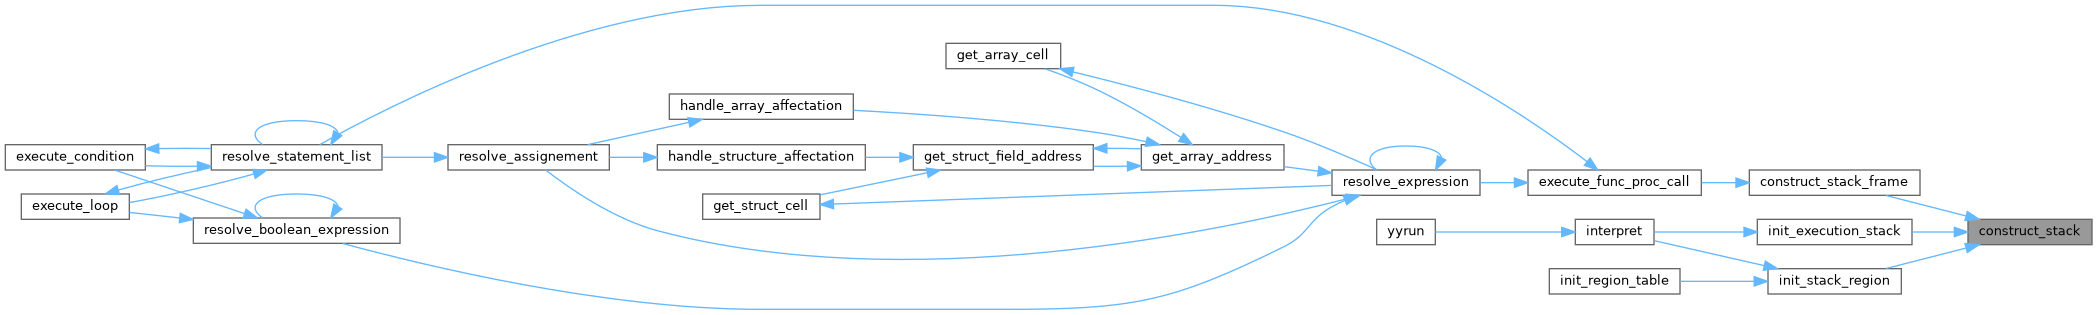 get_array_cell
handle_array_affectation
execute_condition
resolve_statement_list
resolve_assignement
handle_structure_affectation
get_struct_field_address
get_array_address
resolve_expression
execute_func_proc_call
construct_stack_frame
execute_loop
get_struct_cell
resolve_boolean_expression
yyrun
interpret
init_execution_stack
construct_stack
init_region_table
init_stack_region